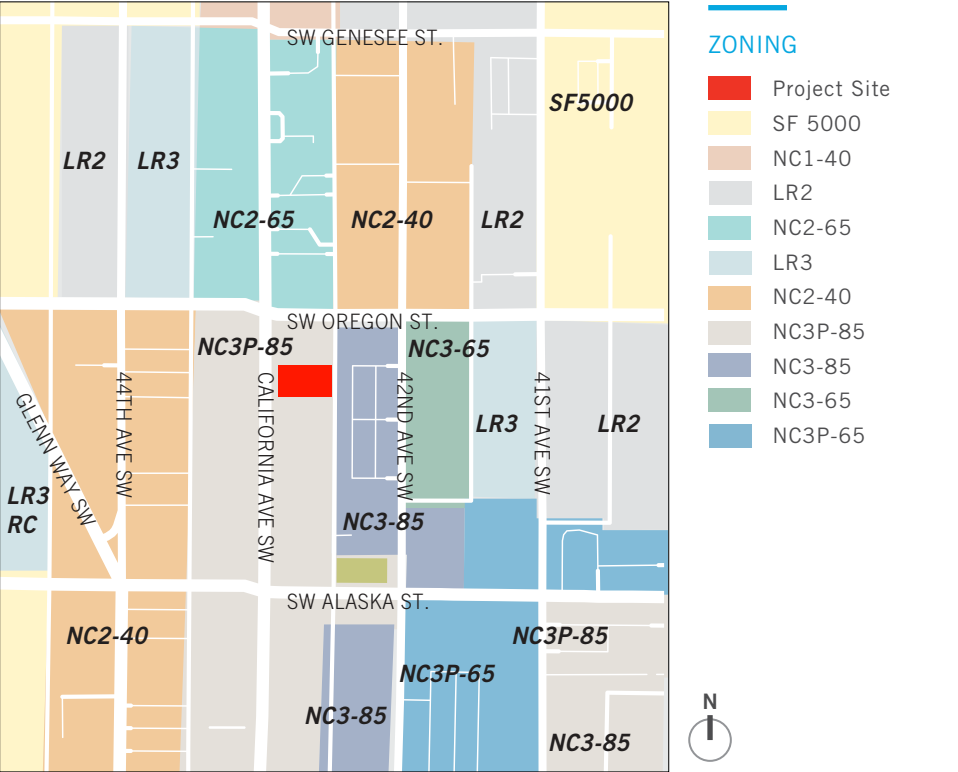 SW GENESEE ST.
SF5000
LR2
LR3
NC2-65
NC2-40
LR2
SW OREGON ST.
NC3P-85
NC3-65
44TH AVE SW
CALIFORNIA AVE SW
42ND AVE SW
41ST AVE SW
GLENN WAY SW
LR3
LR2
LR3
RC
NC3-85
SW ALASKA ST.
NC2-40
NC3P-85
NC3P-65
NC3-85
NC3-85
ZONING
Project Site
SF 5000
NC1-40
LR2
NC2-65
LR3
NC2-40
NC3P-85
NC3-85
NC3-65
NC3P-65
N